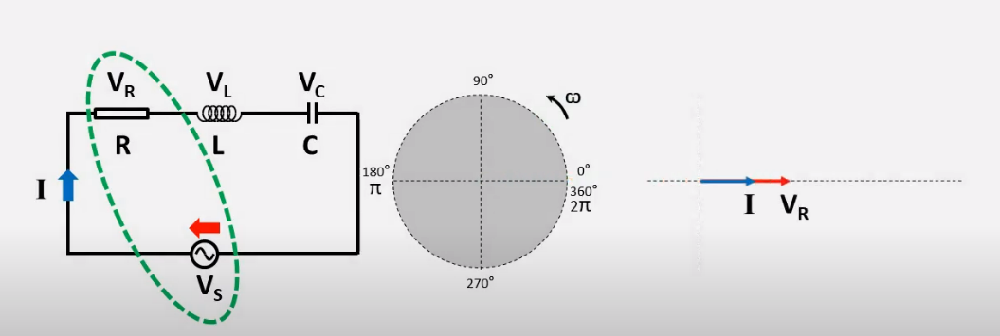 V_R
V_L
V_C
R
L
C
I
V_S
90°
ω
180°
π
0°
360°
2π
270°
I
V_R